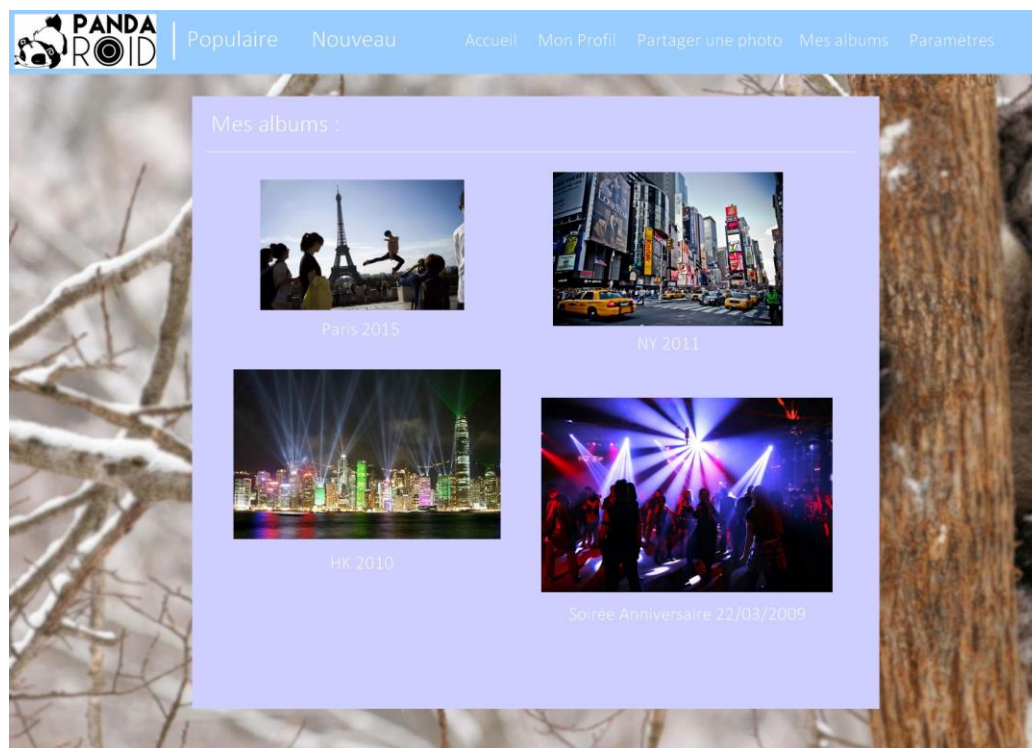 PANDA
ROID
Populaire Nouveau Accueil Mon Profil Partager une photo Mes albums Paramètres
Mes albums :
Paris 2015
NY 2011
HK 2010
Soirée Anniversaire 22/03/2009